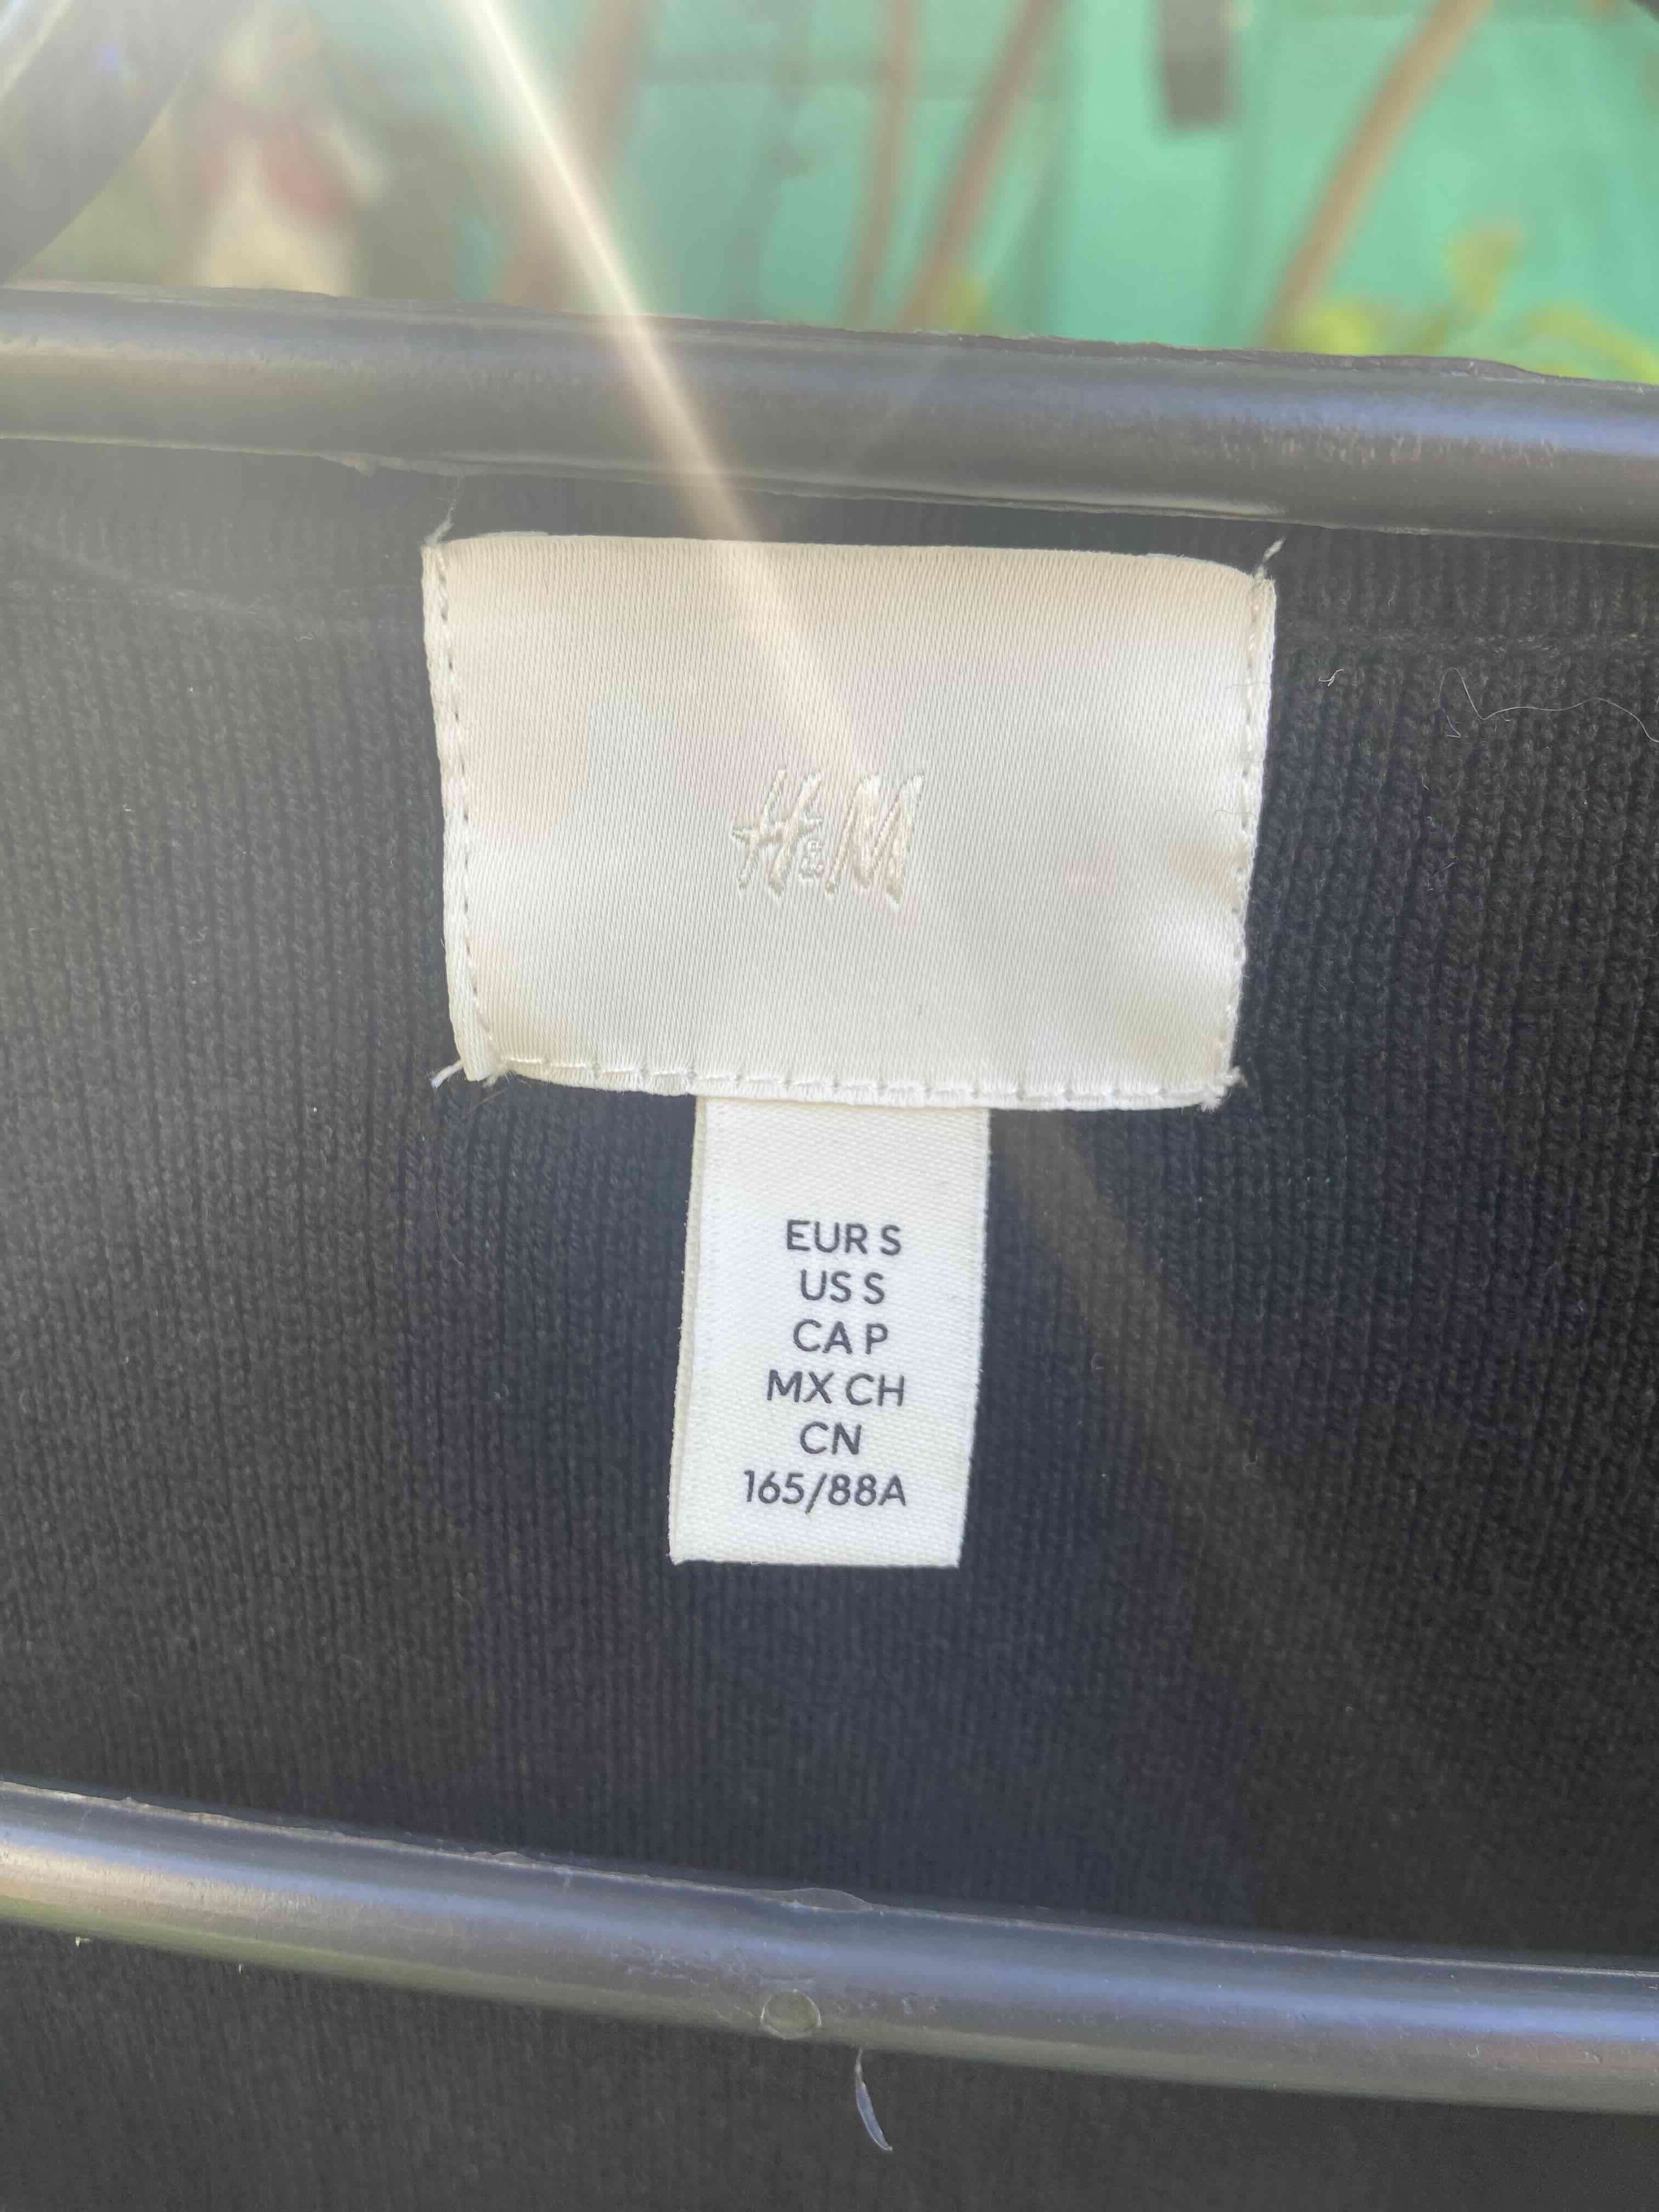 H&M
EUR S
US S
CA P
MX CH
CN
165/88A